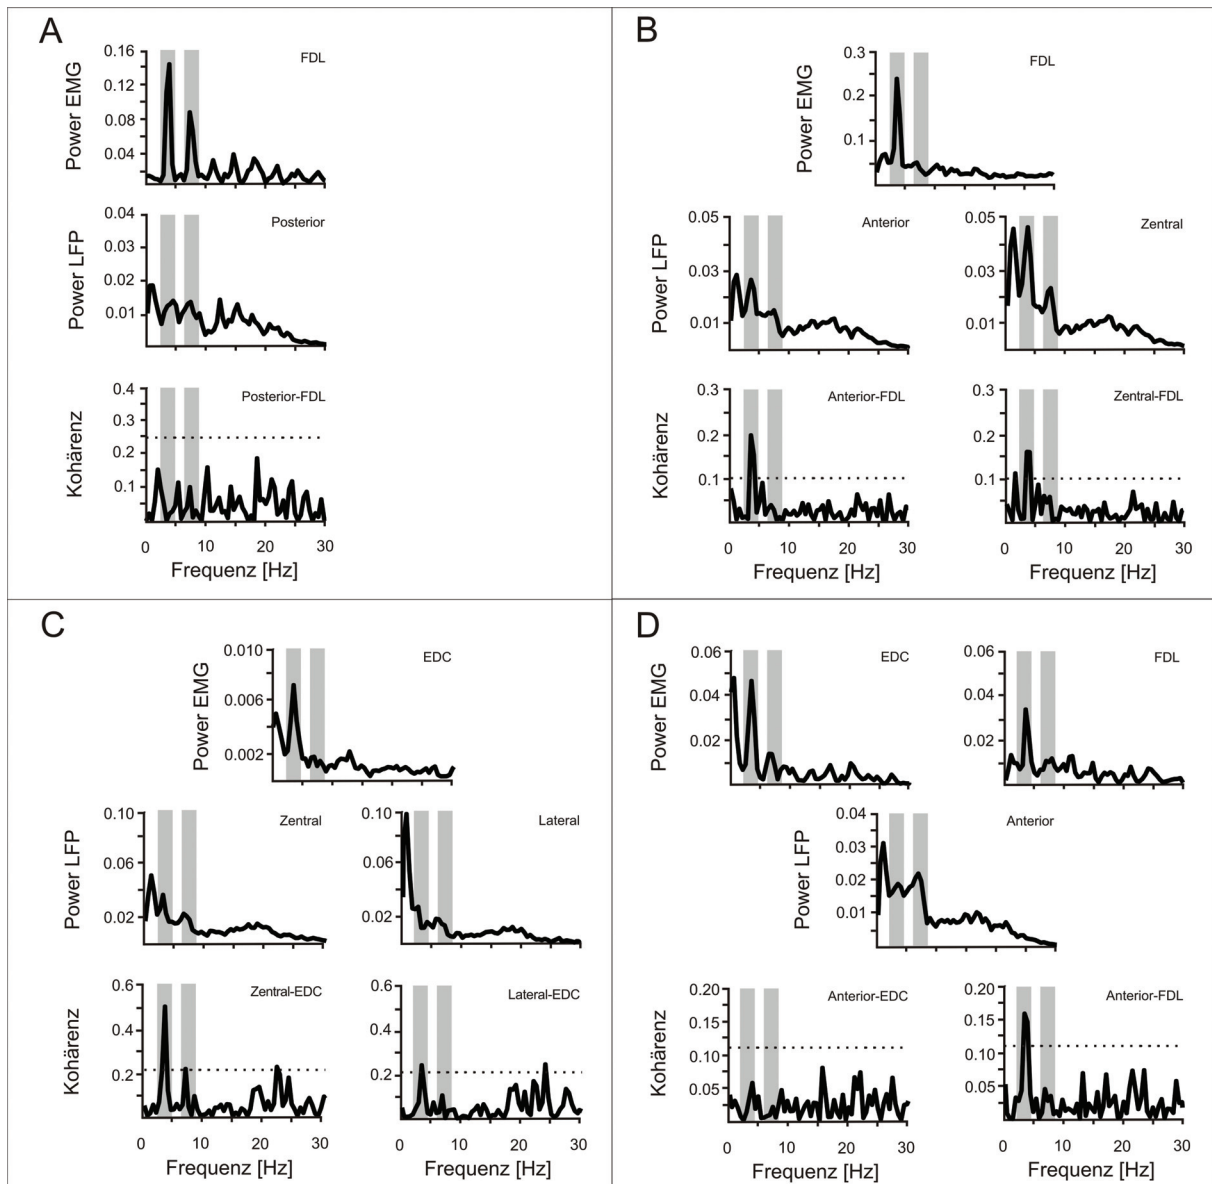 A
FDL
Power EMG
0.16
0.12
0.08
0.04
Posterior
Power LFP
0.04
0.03
0.02
0.01
Posterior-FDL
Kohärenz
0.4
0.3
0.2
0.1
0 10 20 30
Frequenz [Hz]
B
FDL
Power EMG
0.3
0.2
0.1
Anterior
Power LFP
0.05
0.03
0.01
Zentral
0.05
0.03
0.01
Anterior-FDL
Kohärenz
0.3
0.2
0.1
0 10 20 30
Frequenz [Hz]
Zentral-FDL
0.3
0.2
0.1
0 10 20 30
Frequenz [Hz]
C
EDC
Power EMG
0.010
0.006
0.002
Zentral
Power LFP
0.10
0.06
0.02
Lateral
0.10
0.06
0.02
Zentral-EDC
Kohärenz
0.6
0.4
0.2
0 10 20 30
Frequenz [Hz]
Lateral-EDC
0.6
0.4
0.2
0 10 20 30
Frequenz [Hz]
D
EDC
Power EMG
0.06
0.04
0.02
FDL
0.06
0.04
0.02
Anterior
Power LFP
0.04
0.03
0.02
0.01
Anterior-EDC
Kohärenz
0.20
0.15
0.10
0.05
0 10 20 30
Frequenz [Hz]
Anterior-FDL
0.20
0.15
0.10
0.05
0 10 20 30
Frequenz [Hz]